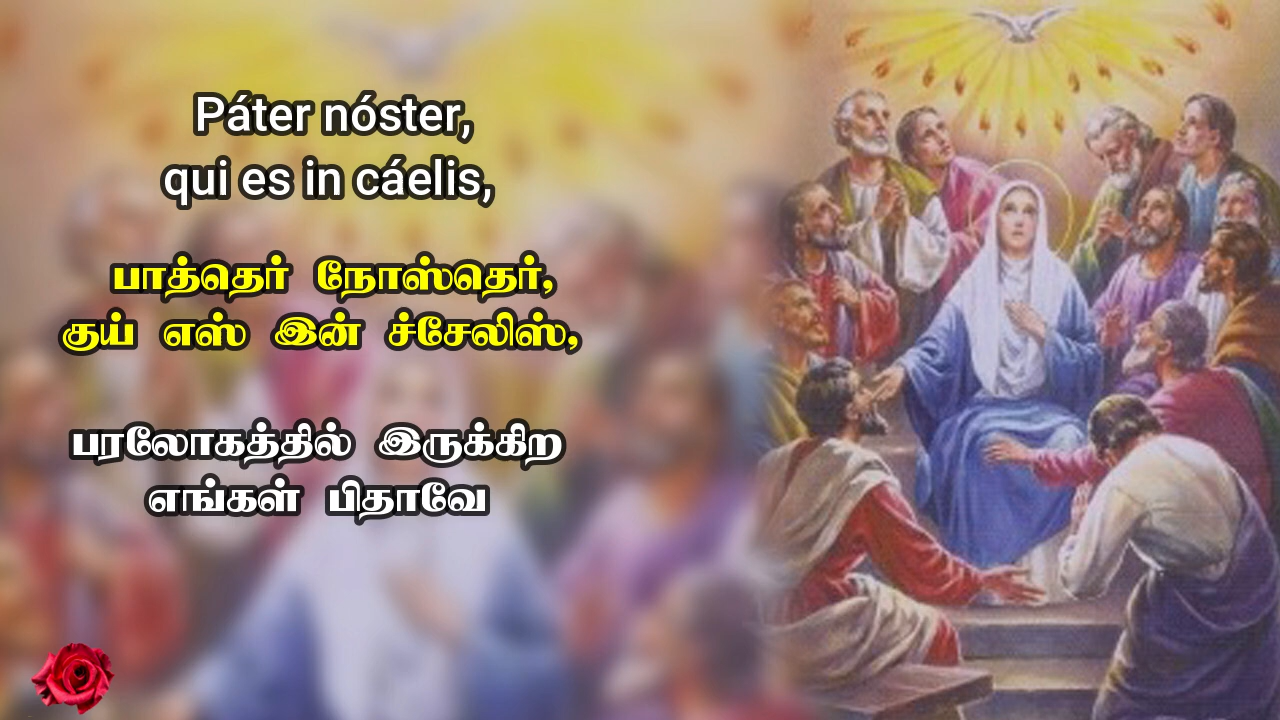 Páter nóster,
qui es in cáelis,
பாத்தெர் நோஸ்தெர்,
குய் எஸ் இன் ச்சேலிஸ்,
பரலோகத்தில் இருக்கிற
எங்கள் பிதாவே